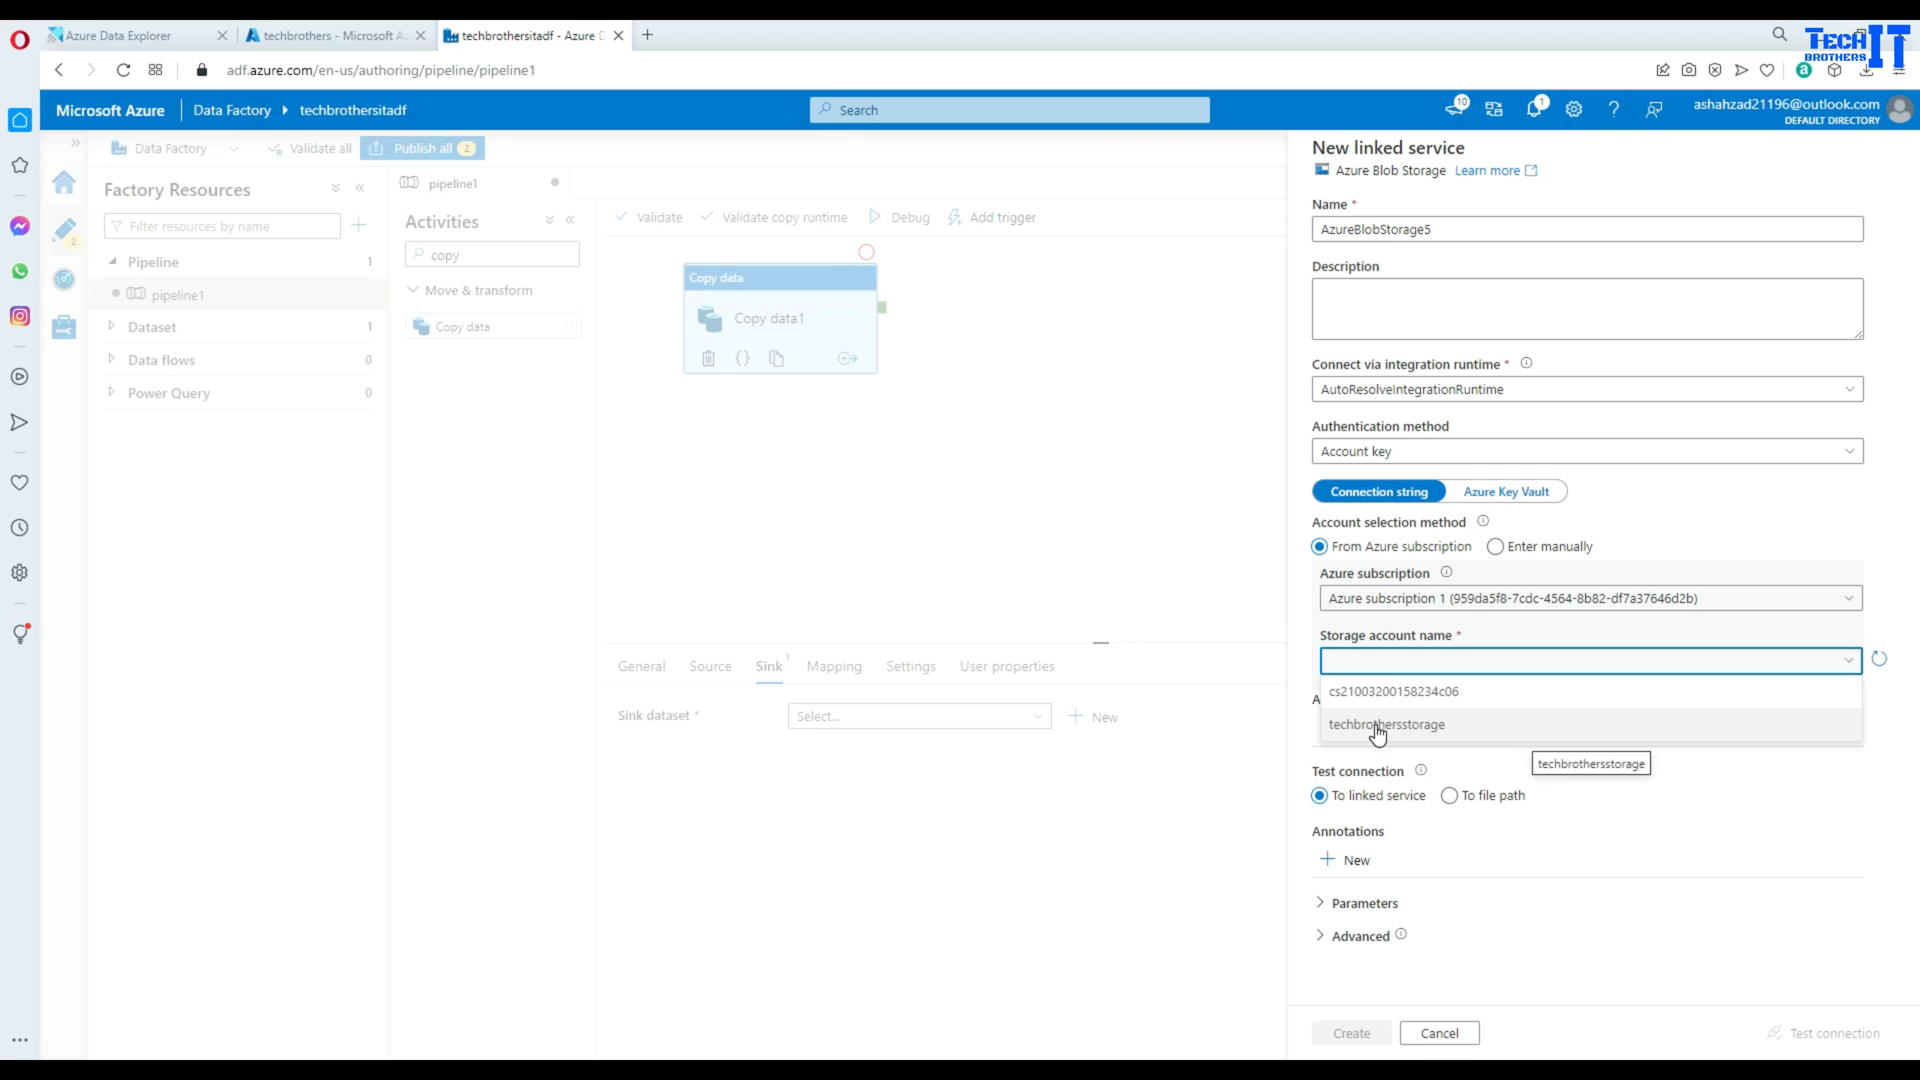 Azure Data Explorer
techbrothers - Microsoft A
techbrothersitadf - Azure D
TECH IT
BROTHERS
adf.azure.com/en-us/authoring/pipeline/pipeline1
Microsoft Azure
Data Factory
techbrothersitadf
Search
10
1
ashahzad21196@outlook.com
DEFAULT DIRECTORY
Data Factory
Validate all
Publish all
2
Factory Resources
Filter resources by name
2
Pipeline 1
pipeline1
Dataset 1
Data flows 0
Power Query 0
pipeline1
Activities
copy
Move & transform
Copy data
Validate
Validate copy runtime
Debug
Add trigger
Copy data
Copy data1
General
Source
Sink 1
Mapping
Settings
User properties
Sink dataset *
Select...
New
New linked service
Azure Blob Storage
Learn more
Name *
AzureBlobStorage5
Description
Connect via integration runtime *
AutoResolveIntegrationRuntime
Authentication method
Account key
Connection string
Azure Key Vault
Account selection method
From Azure subscription
Enter manually
Azure subscription
Azure subscription 1 (959da5f8-7cdc-4564-8b82-df7a37646d2b)
Storage account name *
cs21003200158234c06
A
techbrothersstorage
techbrothersstorage
Test connection
To linked service
To file path
Annotations
New
Parameters
Advanced
Create
Cancel
Test connection